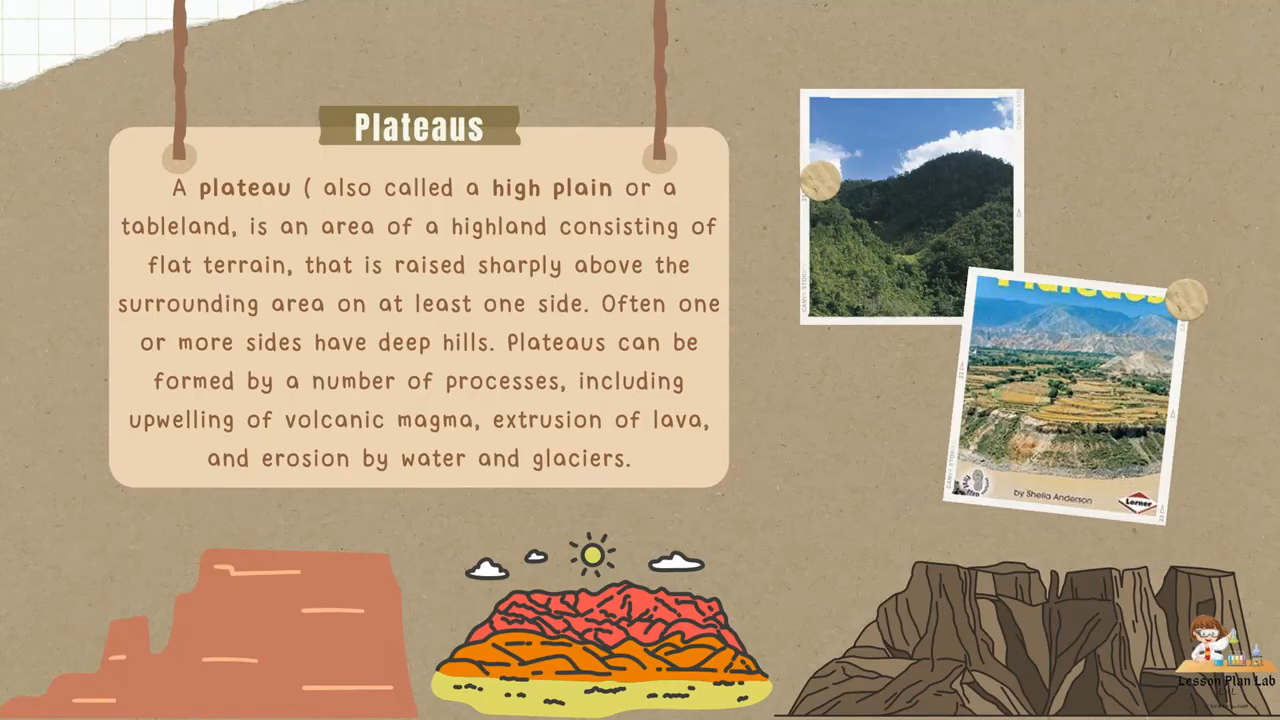 Plateaus
A plateau ( also called a high plain or a
tableland, is an area of a highland consisting of
flat terrain, that is raised sharply above the
surrounding area on at least one side. Often one
or more sides have deep hills. Plateaus can be
formed by a number of processes, including
upwelling of volcanic magma, extrusion of lava,
and erosion by water and glaciers.
Plateaus
by Sheila Anderson
Lerner
Lesson Plan Lab